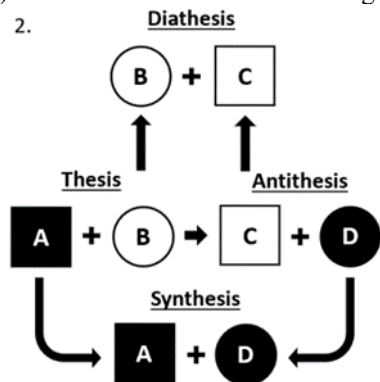 2.
Diathesis
B + C
Thesis Antithesis
A + B → C + D
Synthesis
A + D